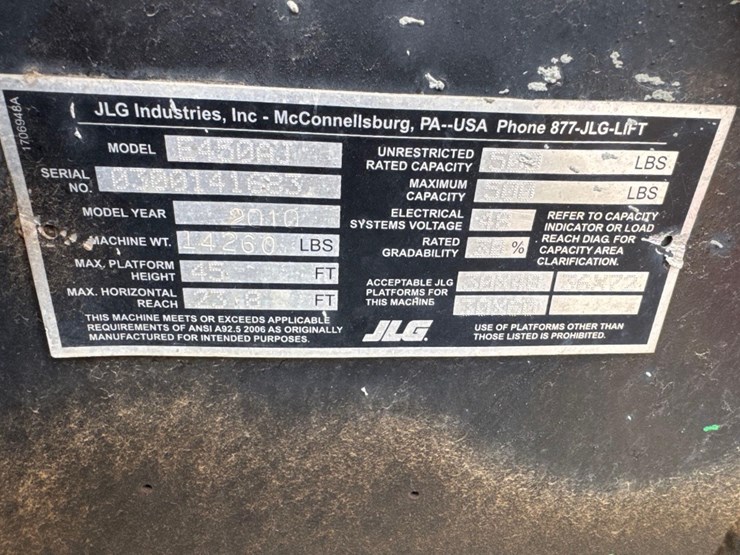 1706948A
JLG Industries, Inc - McConnellsburg, PA--USA Phone 877-JLG-LIFT
MODEL E450AJ
SERIAL NO. 0300141683
MODEL YEAR 2010
MACHINE WT. 14260 LBS
MAX. PLATFORM HEIGHT 45 FT
MAX. HORIZONTAL REACH 23.8 FT
THIS MACHINE MEETS OR EXCEEDS APPLICABLE
REQUIREMENTS OF ANSI A92.5 2006 AS ORIGINALLY
MANUFACTURED FOR INTENDED PURPOSES.
UNRESTRICTED RATED CAPACITY LBS
MAXIMUM CAPACITY LBS
ELECTRICAL SYSTEMS VOLTAGE 48
RATED GRADABILITY %
REFER TO CAPACITY
INDICATOR OR LOAD
REACH DIAG. FOR
CAPACITY AREA
CLARIFICATION.
ACCEPTABLE JLG
PLATFORMS FOR
THIS MACHINE
JLG.
USE OF PLATFORMS OTHER THAN
THOSE LISTED IS PROHIBITED.